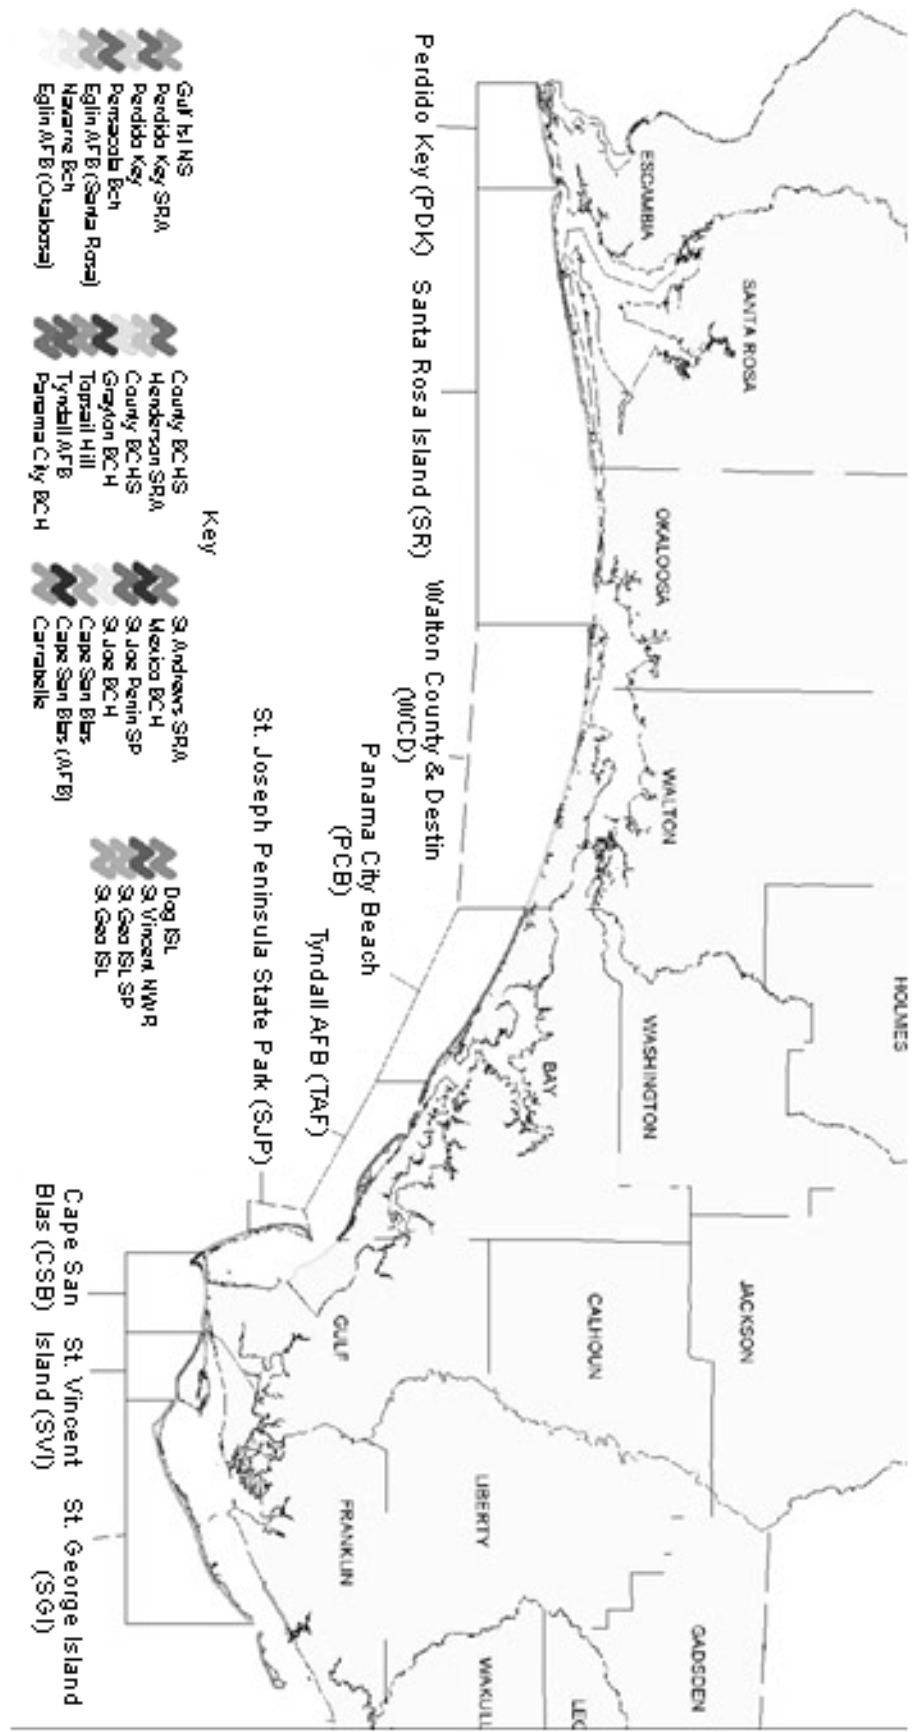 HOLMES
JACKSON
GADSDEN
ESCAMBIA
SANTA ROSA
OKALOOSA
WALTON
WASHINGTON
BAY
CALHOUN
GULF
LIBERTY
FRANKLIN
WAKULL
LEC
Perdido Key (PDK)
Santa Rosa Island (SR)
Walton County & Destin
(WCD)
Panama City Beach
(PCB)
Tyndall AFB (TAF)
St. Joseph Peninsula State Park (SJP)
Cape San
Blas (CSB)
St. Vincent
Island (SVI)
St. George Island
(SGI)
Key
Gulf Isl NS
Perdido Key SRA
Perdido Key
Pensacola Bch
Eglin AFB (Santa Rosa)
Navarre Bch
Eglin AFB (Okaloosa)
County BCHS
Henderson SRA
County BCHS
Grayton BCH
Topsail Hill
Tyndall AFB
Panama City BCH
St Andrews SRA
Mexico BCH
St Joe Penin SP
St Joe BCH
Cape San Blas
Cape San Blas (AFB)
Carrabelle
Dog ISL
St Vincent NWR
St Geo ISL SP
St Geo ISL